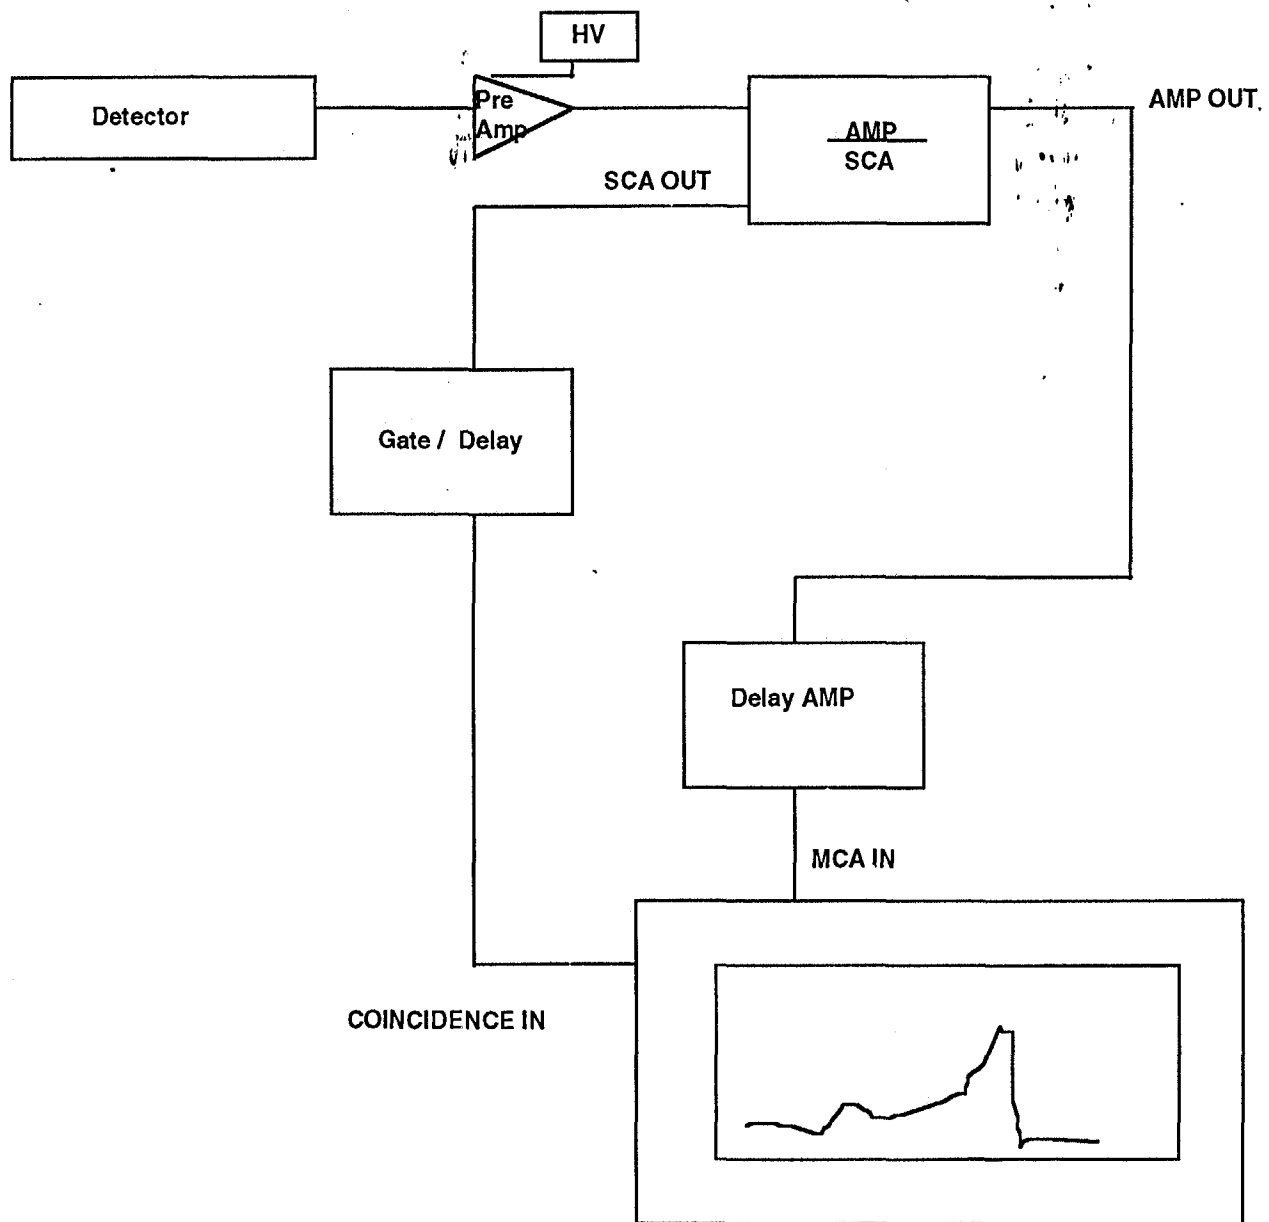 HV
Detector
Pre
Amp
AMP
SCA
AMP OUT
SCA OUT
Gate / Delay
Delay AMP
MCA IN
COINCIDENCE IN